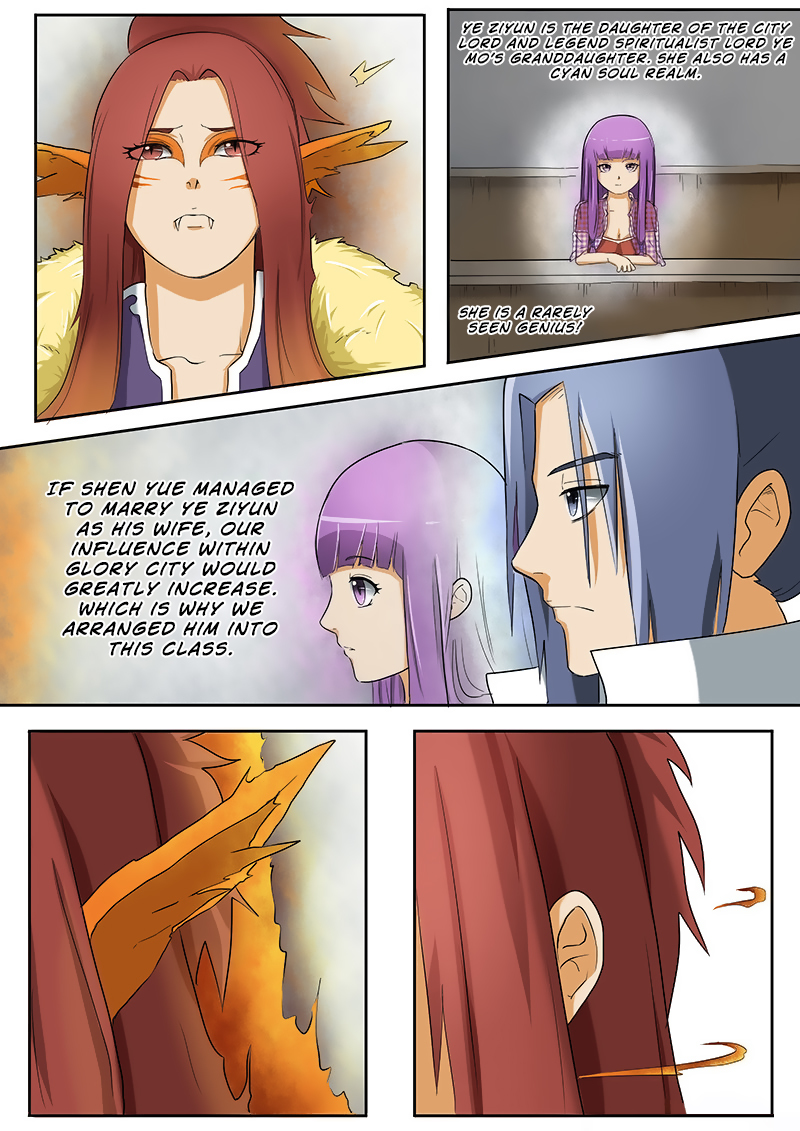 YE ZIYUN IS THE DAUGHTER OF THE CITY
LORD AND LEGEND SPIRITUALIST LORD YE
MO'S GRANDDAUGHTER. SHE ALSO HAS A
CYAN SOUL REALM.
SHE IS A RARELY
SEEN GENIUS!
IF SHEN YUE MANAGED
TO MARRY YE ZIYUN
AS HIS WIFE, OUR
INFLUENCE WITHIN
GLORY CITY WOULD
GREATLY INCREASE.
WHICH IS WHY WE
ARRANGED HIM INTO
THIS CLASS.